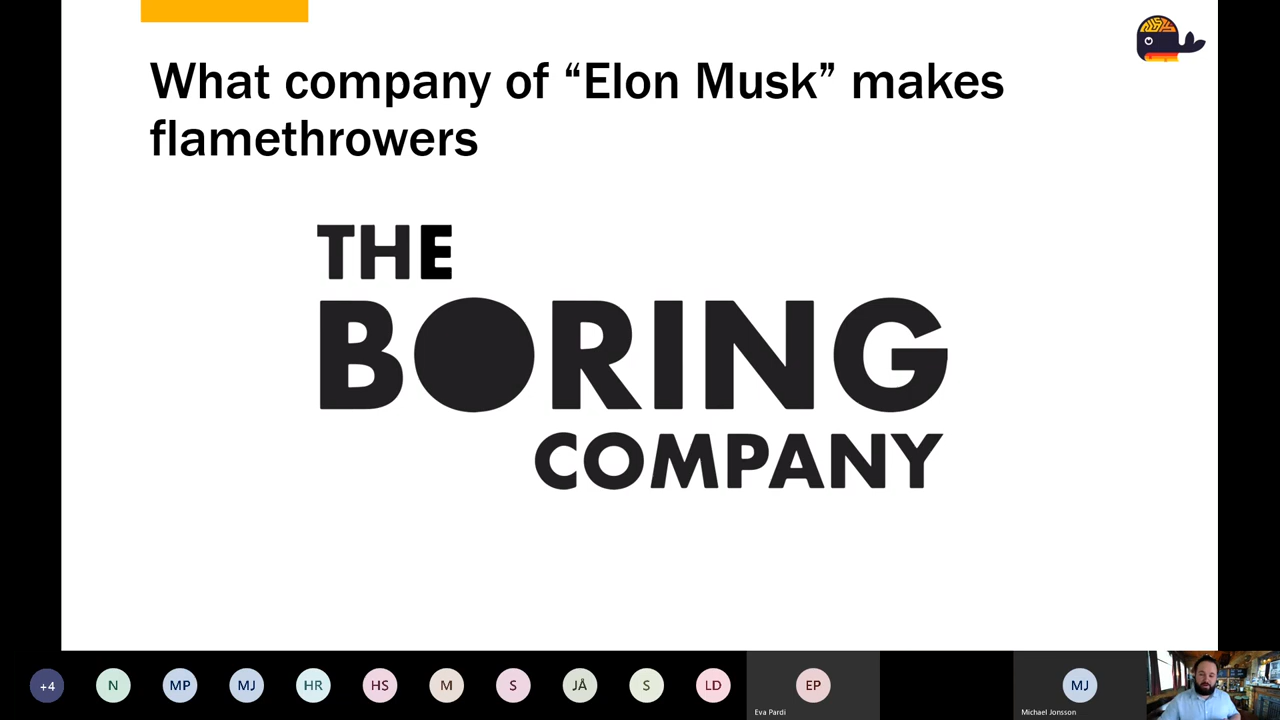 What company of “Elon Musk” makes
flamethrowers
THE
BORING
COMPANY
+4
N
MP
MJ
HR
HS
M
S
JÅ
S
LD
EP
Eva Pardi
MJ
Michael Jonsson